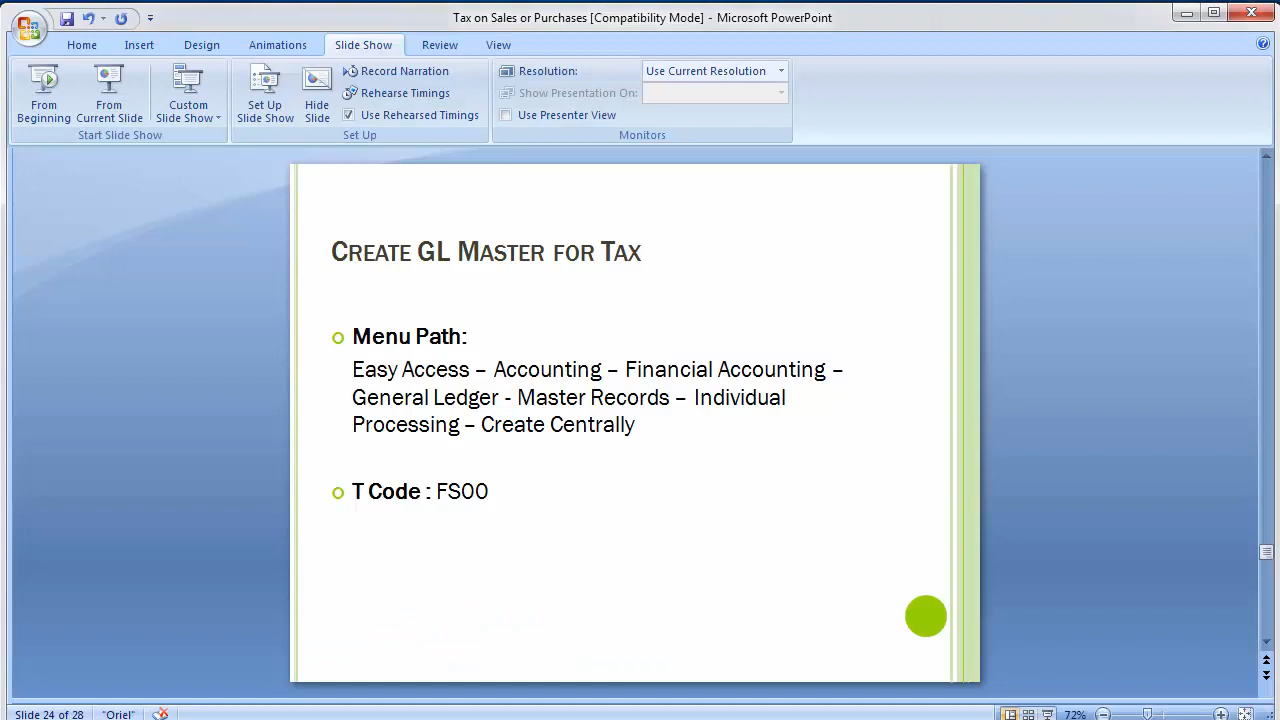 Tax on Sales or Purchases [Compatibility Mode] - Microsoft PowerPoint
Home Insert Design Animations Slide Show Review View
From Beginning
From Current Slide
Custom Slide Show
Start Slide Show
Set Up Slide Show
Hide Slide
Record Narration
Rehearse Timings
Use Rehearsed Timings
Set Up
Resolution: Use Current Resolution
Show Presentation On:
Use Presenter View
Monitors
CREATE GL MASTER FOR TAX
Menu Path:
Easy Access – Accounting – Financial Accounting –
General Ledger - Master Records – Individual
Processing – Create Centrally
T Code : FS00
Slide 24 of 28 "Oriel" 72%